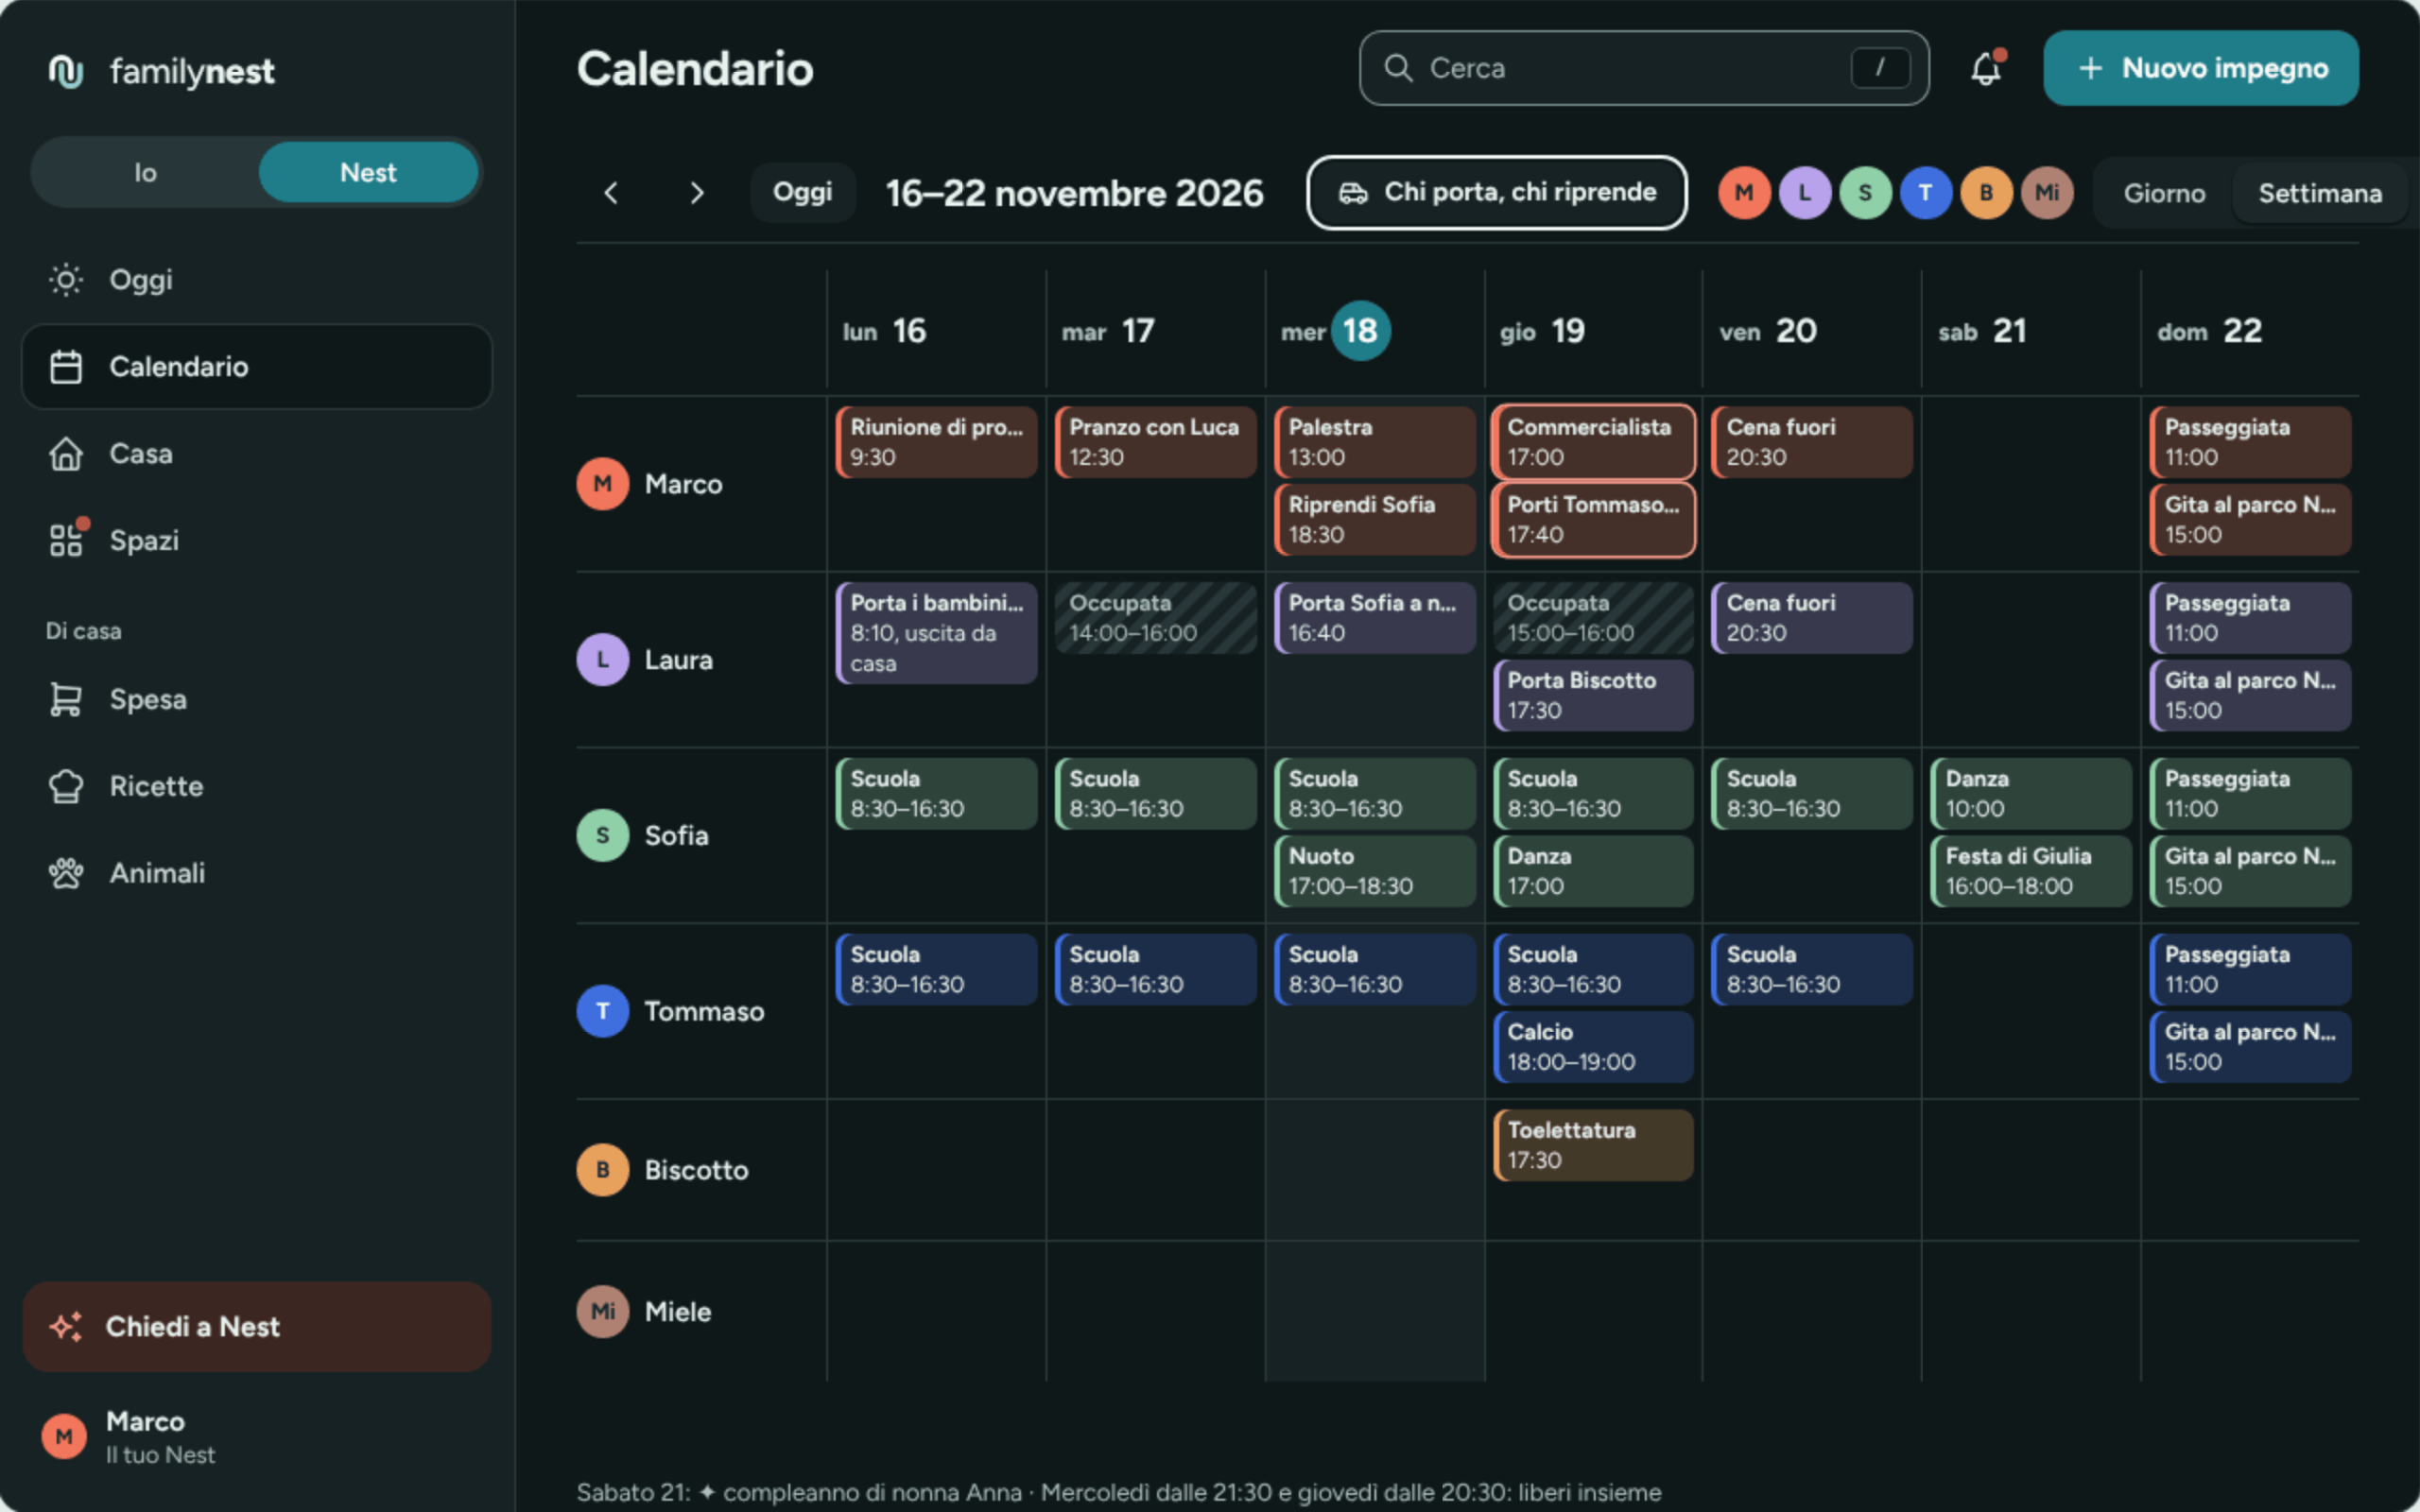 familynest
Io Nest
Oggi
Calendario
Casa
Spazi
Di casa
Spesa
Ricette
Animali
Chiedi a Nest
M Marco
Il tuo Nest
Calendario
Cerca /
Nuovo impegno
Oggi 16–22 novembre 2026 Chi porta, chi riprende M L S T B Mi Giorno Settimana
lun 16 mar 17 mer 18 gio 19 ven 20 sab 21 dom 22
M Marco
Riunione di pro...
9:30
Pranzo con Luca
12:30
Palestra
13:00
Riprendi Sofia
18:30
Commercialista
17:00
Porti Tommaso...
17:40
Cena fuori
20:30
Passeggiata
11:00
Gita al parco N...
15:00
L Laura
Porta i bambini...
8:10, uscita da
casa
Occupata
14:00–16:00
Porta Sofia a n...
16:40
Occupata
15:00–16:00
Porta Biscotto
17:30
Cena fuori
20:30
Passeggiata
11:00
Gita al parco N...
15:00
S Sofia
Scuola
8:30–16:30
Scuola
8:30–16:30
Scuola
8:30–16:30
Nuoto
17:00–18:30
Scuola
8:30–16:30
Danza
17:00
Scuola
8:30–16:30
Danza
10:00
Festa di Giulia
16:00–18:00
Passeggiata
11:00
Gita al parco N...
15:00
T Tommaso
Scuola
8:30–16:30
Scuola
8:30–16:30
Scuola
8:30–16:30
Scuola
8:30–16:30
Calcio
18:00–19:00
Scuola
8:30–16:30
Passeggiata
11:00
Gita al parco N...
15:00
B Biscotto
Toelettatura
17:30
Mi Miele
Sabato 21: ✦ compleanno di nonna Anna · Mercoledì dalle 21:30 e giovedì dalle 20:30: liberi insieme